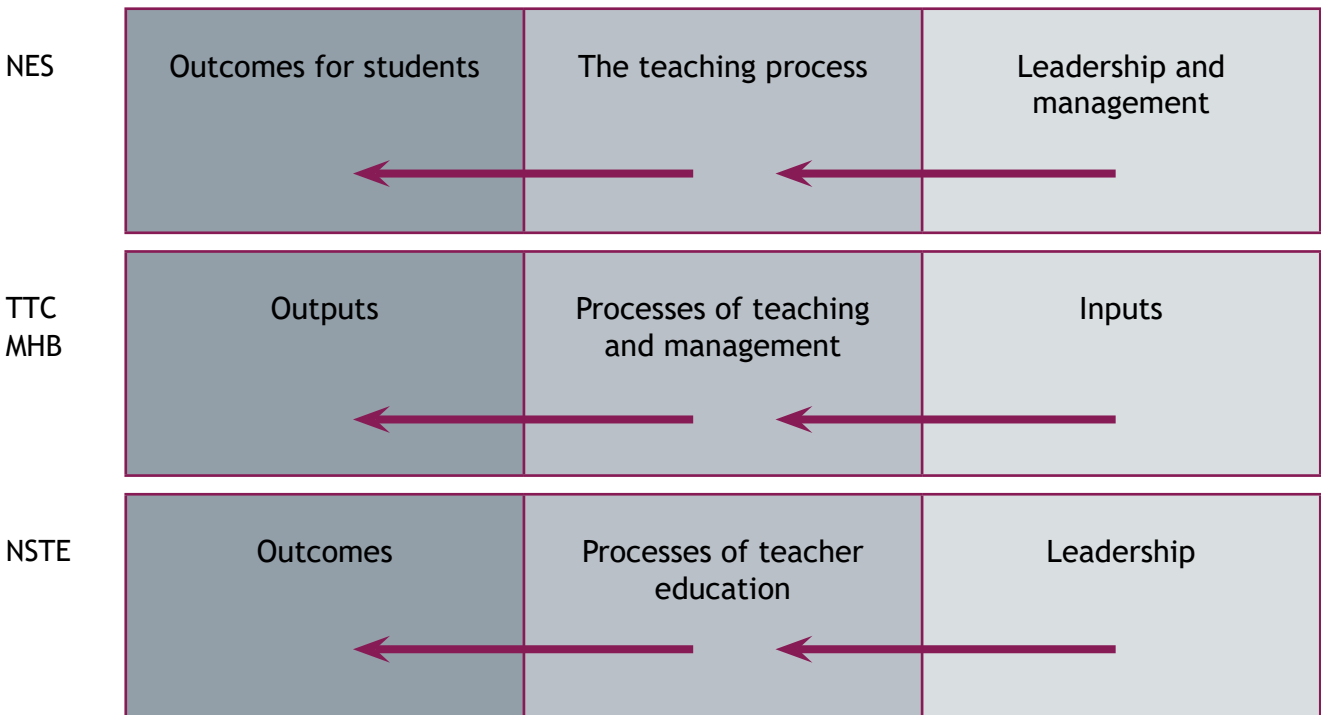 NES
Outcomes for students
The teaching process
Leadership and
management
TTC
MHB
Outputs
Processes of teaching
and management
Inputs
NSTE
Outcomes
Processes of teacher
education
Leadership